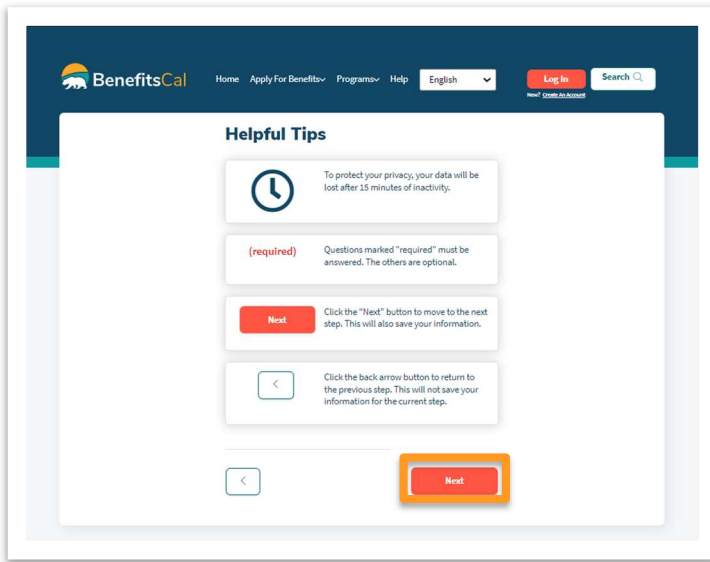 BenefitsCal
Home Apply For Benefits Programs Help English Log In Search
New? Create An Account
Helpful Tips
To protect your privacy, your data will be
lost after 15 minutes of inactivity.
(required)
Questions marked "required" must be
answered. The others are optional.
Next
Click the "Next" button to move to the next
step. This will also save your information.
Click the back arrow button to return to
the previous step. This will not save your
information for the current step.
Next